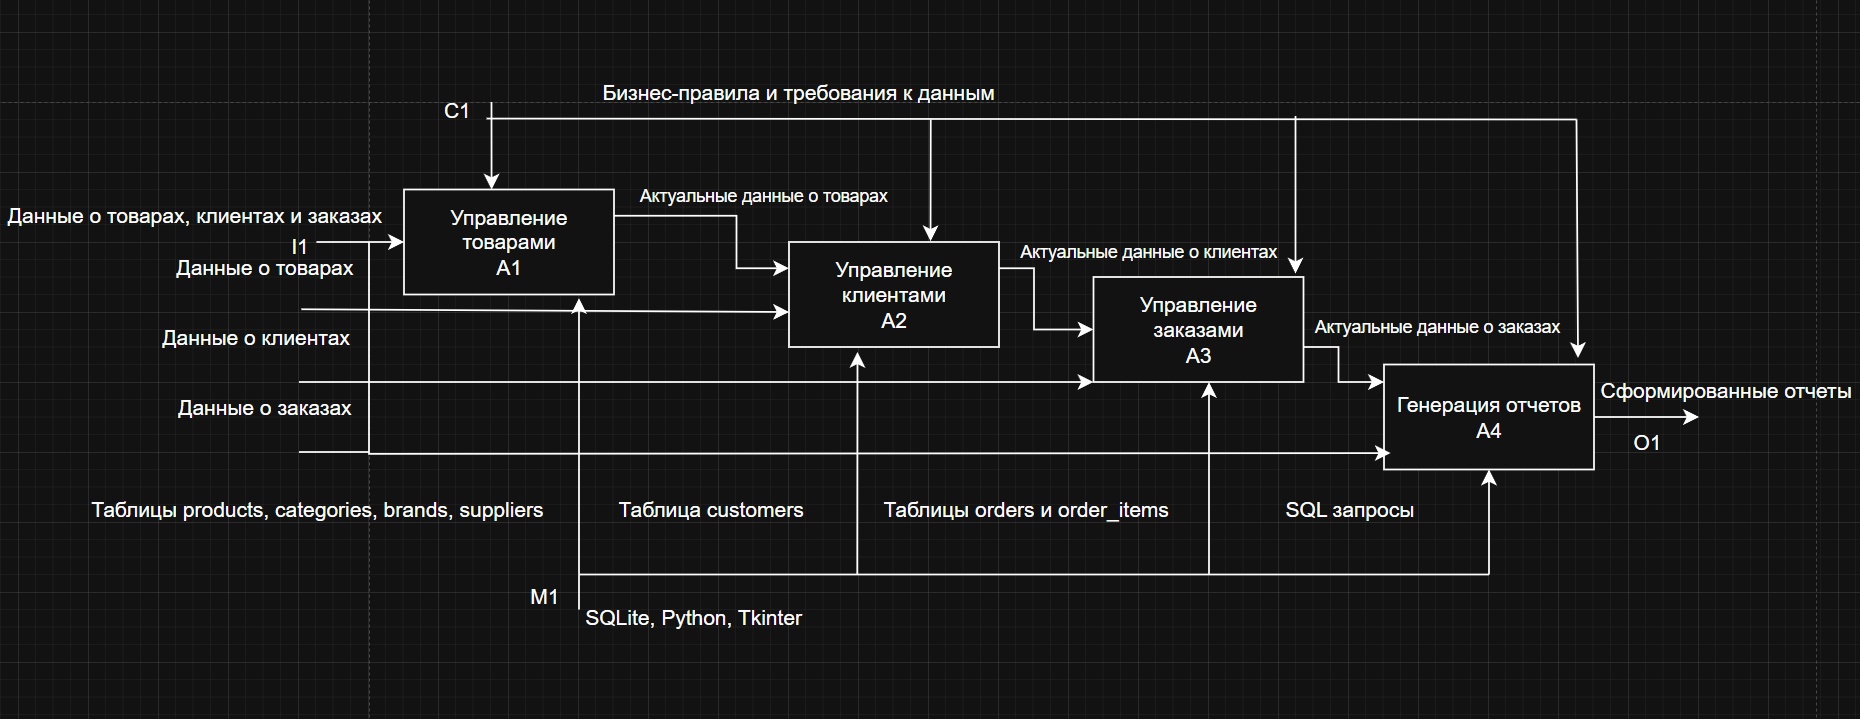 Бизнес-правила и требования к данным
C1
Актуальные данные о товарах
Данные о товарах, клиентах и заказах
Управление
товарами
A1
I1
Данные о товарах
Актуальные данные о клиентах
Управление
клиентами
A2
Управление
заказами
A3
Актуальные данные о заказах
Данные о клиентах
Сформированные отчеты
Генерация отчетов
A4
Данные о заказах
O1
Таблицы products, categories, brands, suppliers
Таблица customers
Таблицы orders и order_items
SQL запросы
M1
SQLite, Python, Tkinter